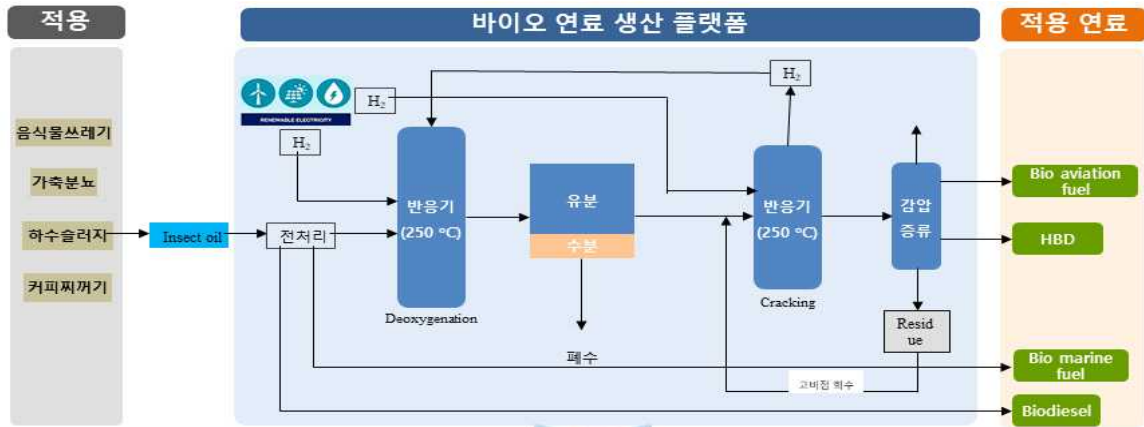 적용
바이오 연료 생산 플랫폼
적용 연료
음식물쓰레기
가축분뇨
하수슬러지
커피찌꺼기
Insect oil
전처리
RENEWABLE ELECTRICITY
H₂
H₂
H₂
반응기
(250 ºC)
Deoxygenation
유분
수분
폐수
반응기
(250 ºC)
Cracking
감압
증류
Resid
ue
고비점 회수
Bio aviation
fuel
HBD
Bio marine
fuel
Biodiesel